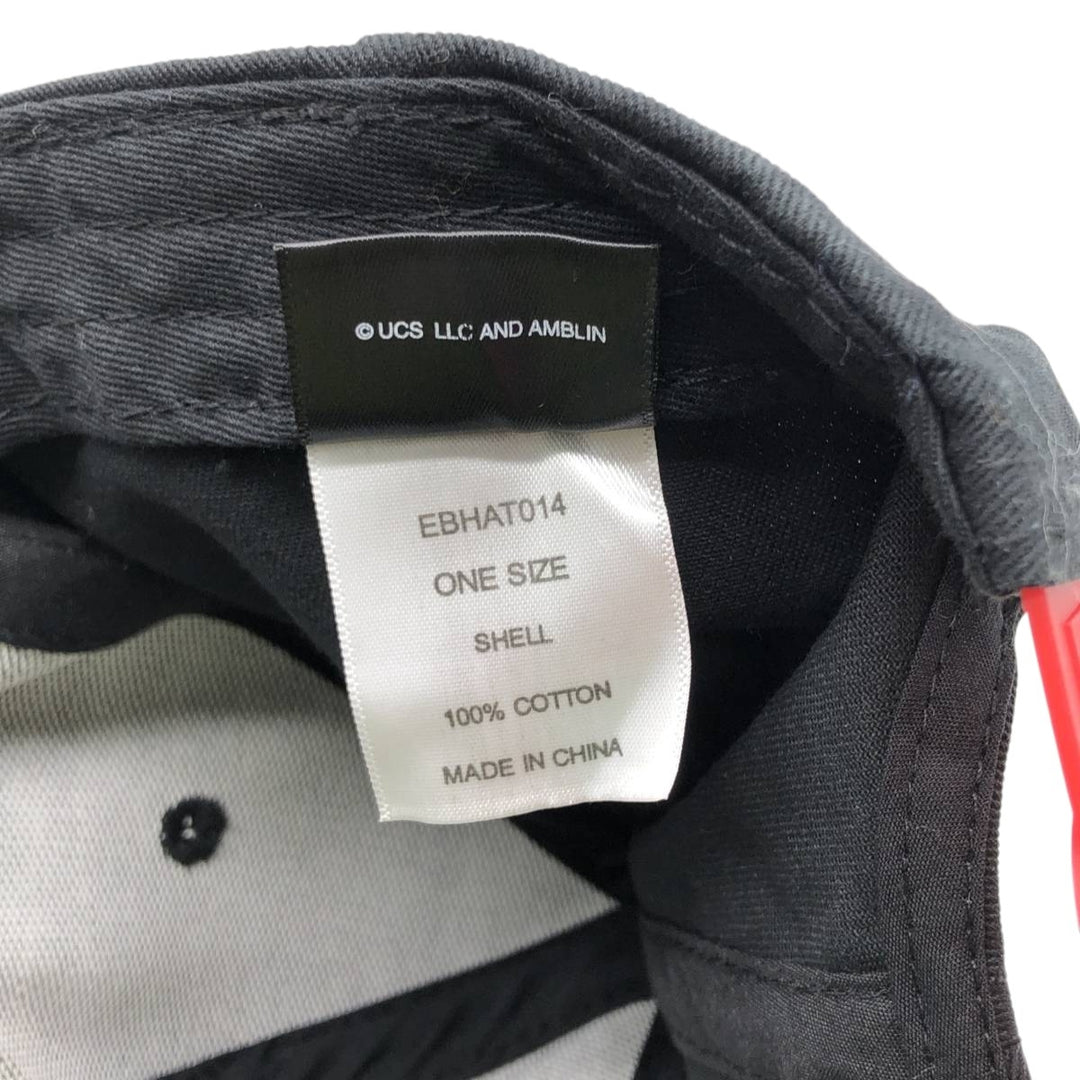 © UCS LLC AND AMBLIN
EBHAT014
ONE SIZE
SHELL
100% COTTON
MADE IN CHINA